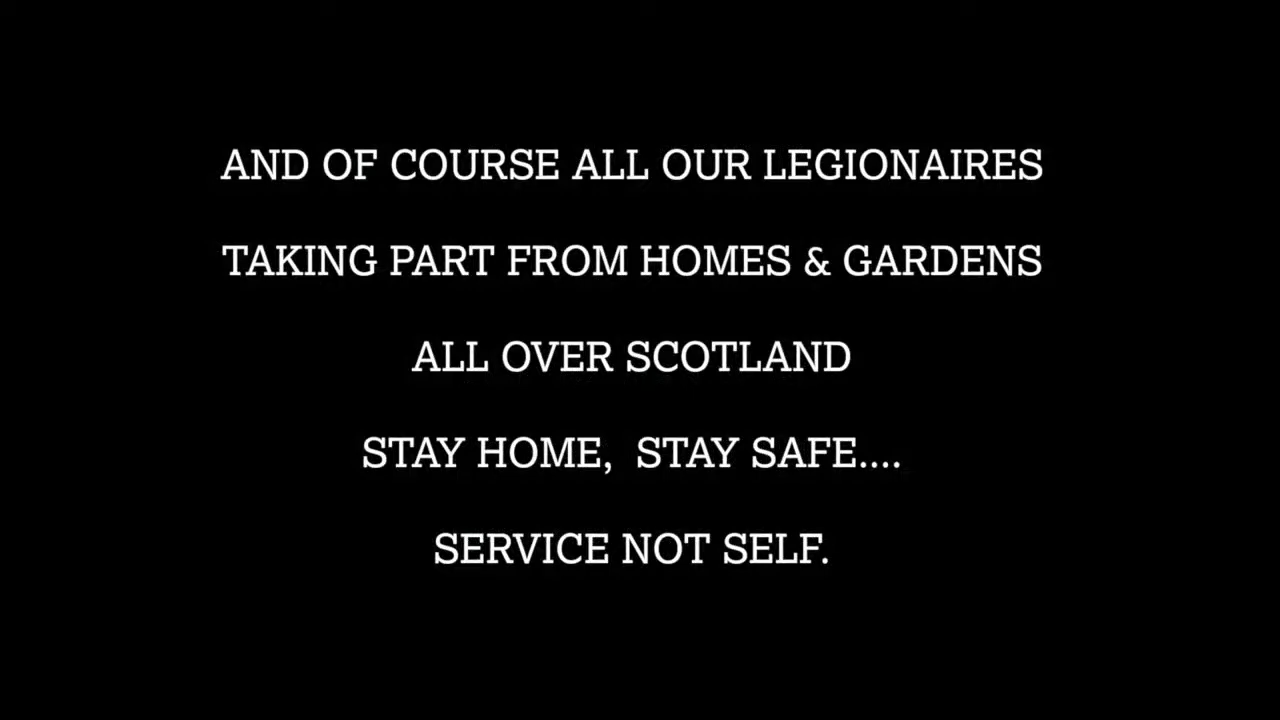 AND OF COURSE ALL OUR LEGIONAIRES
TAKING PART FROM HOMES & GARDENS
ALL OVER SCOTLAND
STAY HOME,  STAY SAFE....
SERVICE NOT SELF.